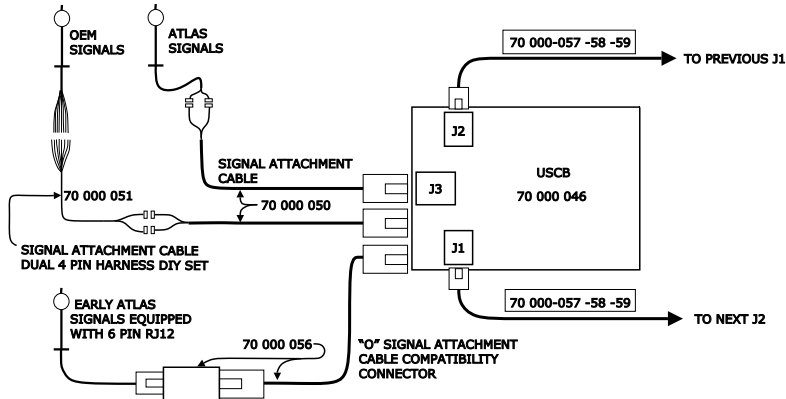 OEM
SIGNALS
ATLAS
SIGNALS
70 000-057 -58 -59
TO PREVIOUS J1
J2
USCB
70 000 046
J3
J1
SIGNAL ATTACHMENT
CABLE
70 000 051
70 000 050
SIGNAL ATTACHMENT CABLE
DUAL 4 PIN HARNESS DIY SET
70 000-057 -58 -59
TO NEXT J2
EARLY ATLAS
SIGNALS EQUIPPED
WITH 6 PIN RJ12
70 000 056
"O" SIGNAL ATTACHMENT
CABLE COMPATIBILITY
CONNECTOR